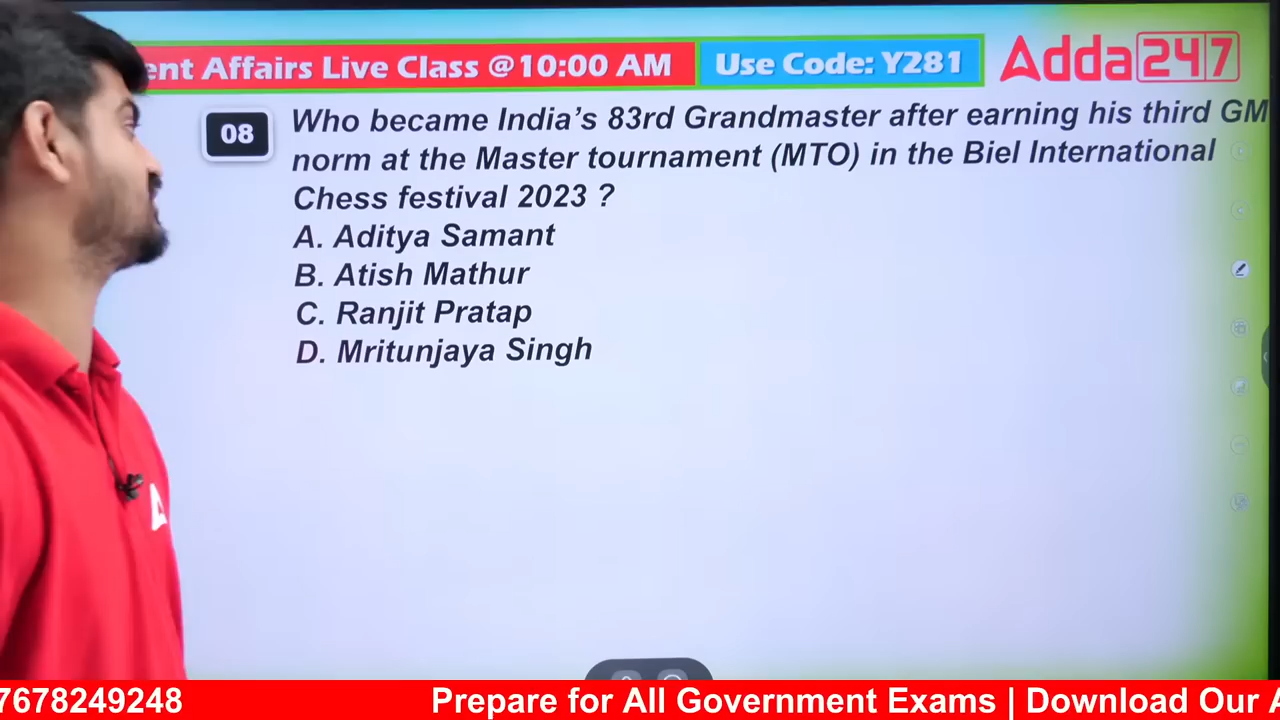 ent Affairs Live Class @10:00 AM
Use Code: Y281
Adda247
08
Who became India's 83rd Grandmaster after earning his third GM
norm at the Master tournament (MTO) in the Biel International
Chess festival 2023 ?
A. Aditya Samant
B. Atish Mathur
C. Ranjit Pratap
D. Mritunjaya Singh
7678249248
Prepare for All Government Exams | Download Our A